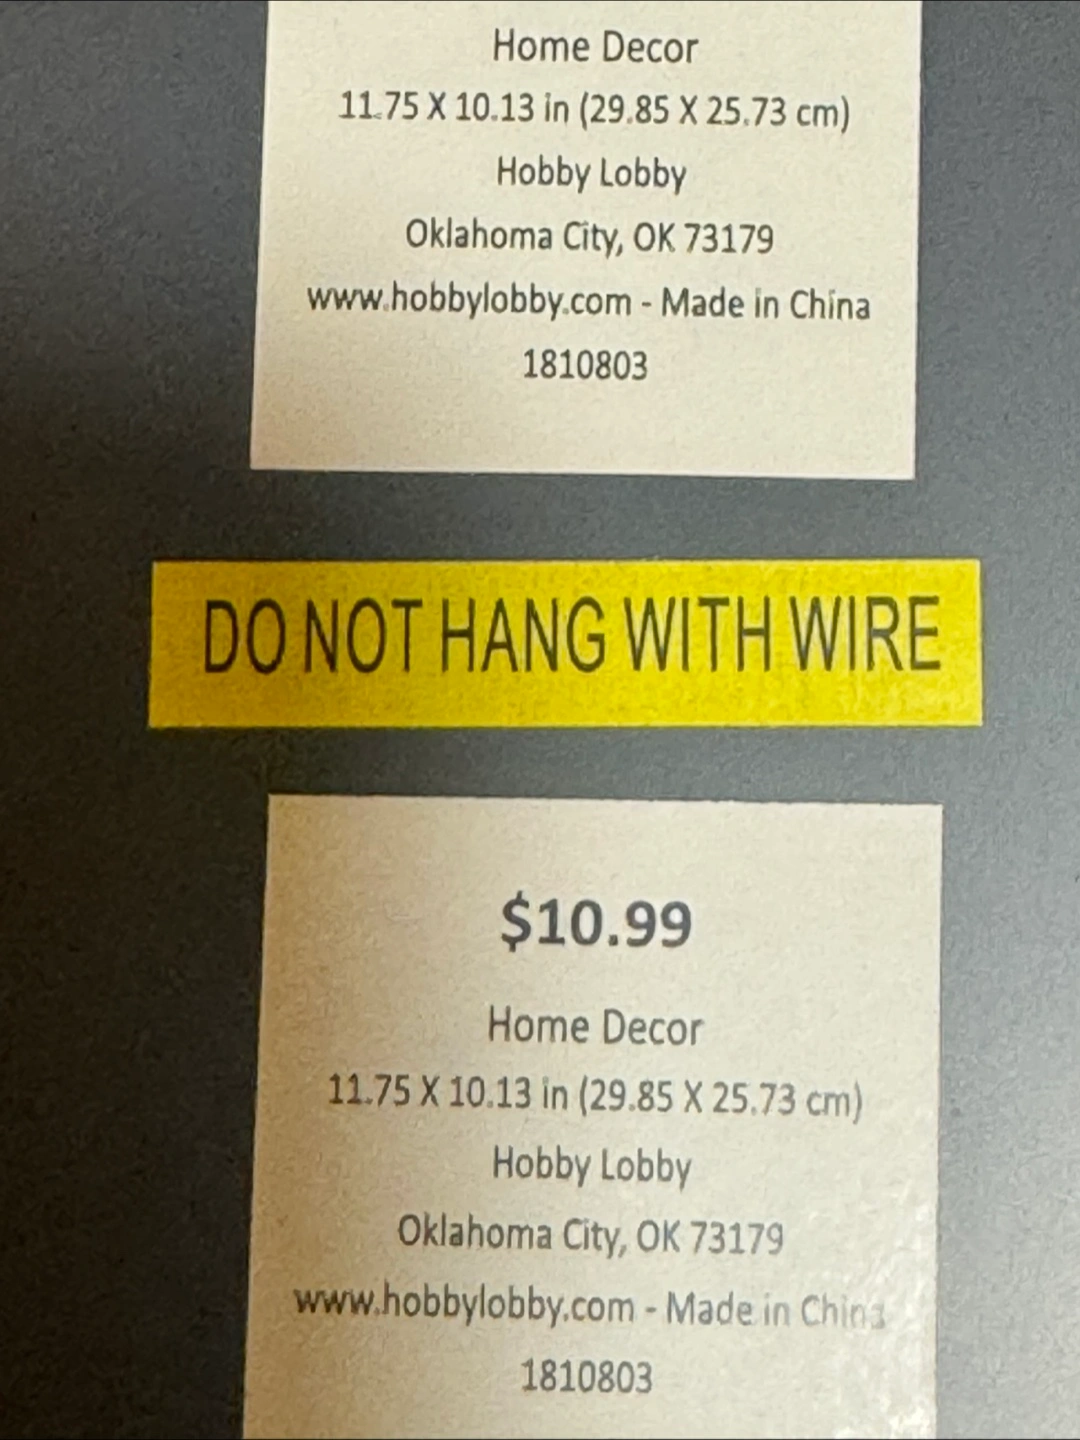 Home Decor
11.75 X 10.13 in (29.85 X 25.73 cm)
Hobby Lobby
Oklahoma City, OK 73179
www.hobbylobby.com - Made in China
1810803
DO NOT HANG WITH WIRE
$10.99
Home Decor
11.75 X 10.13 in (29.85 X 25.73 cm)
Hobby Lobby
Oklahoma City, OK 73179
www.hobbylobby.com - Made in China
1810803